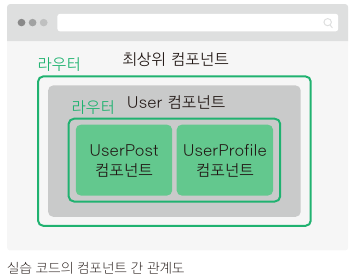 최상위 컴포넌트
라우터
User 컴포넌트
라우터
UserPost
컴포넌트
UserProfile
컴포넌트
실습 코드의 컴포넌트 간 관계도